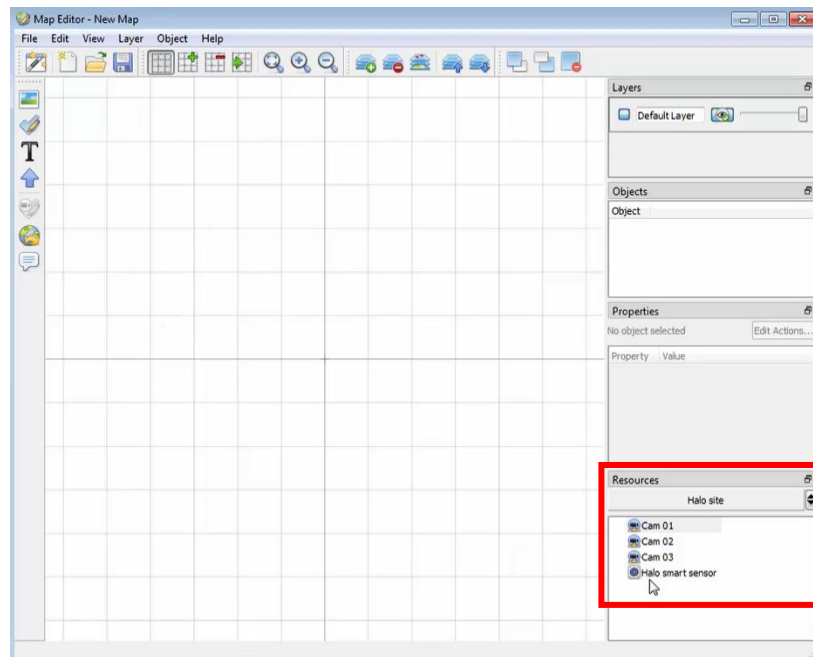 Map Editor - New Map
File Edit View Layer Object Help
Layers
Default Layer
T
Objects
Object
Properties
No object selected Edit Actions...
Property Value
Resources
Halo site
Cam 01
Cam 02
Cam 03
Halo smart sensor